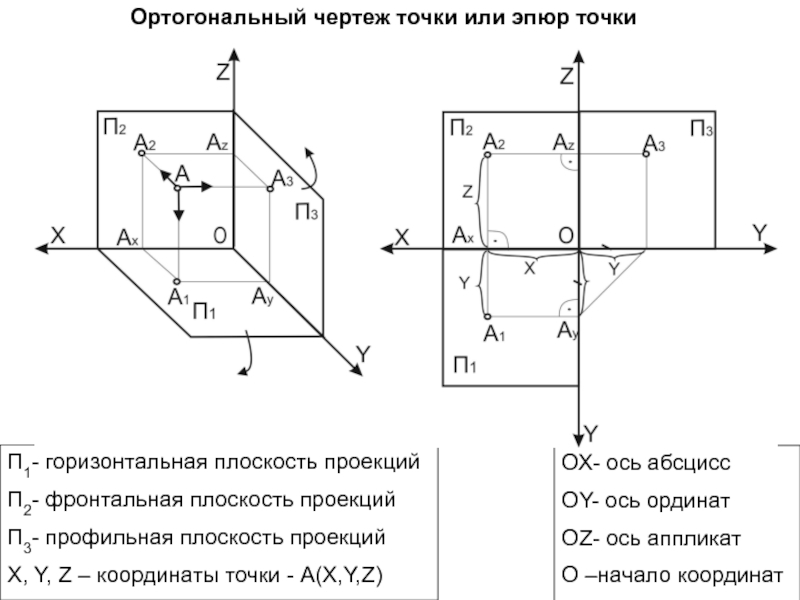 Ортогональный чертеж точки или эпюр точки
Z
П2
A2
Az
A
A3
П3
X
Ax
0
A1
П1
Ay
Y
Z
П2
П3
A2
Az
A3
Z
X
Ax
O
Y
X
Y
Y
A1
Ay
П1
Y
П1- горизонтальная плоскость проекций
П2- фронтальная плоскость проекций
П3- профильная плоскость проекций
X, Y, Z – координаты точки - A(X,Y,Z)
OX- ось абсцисс
OY- ось ординат
OZ- ось аппликат
O –начало координат